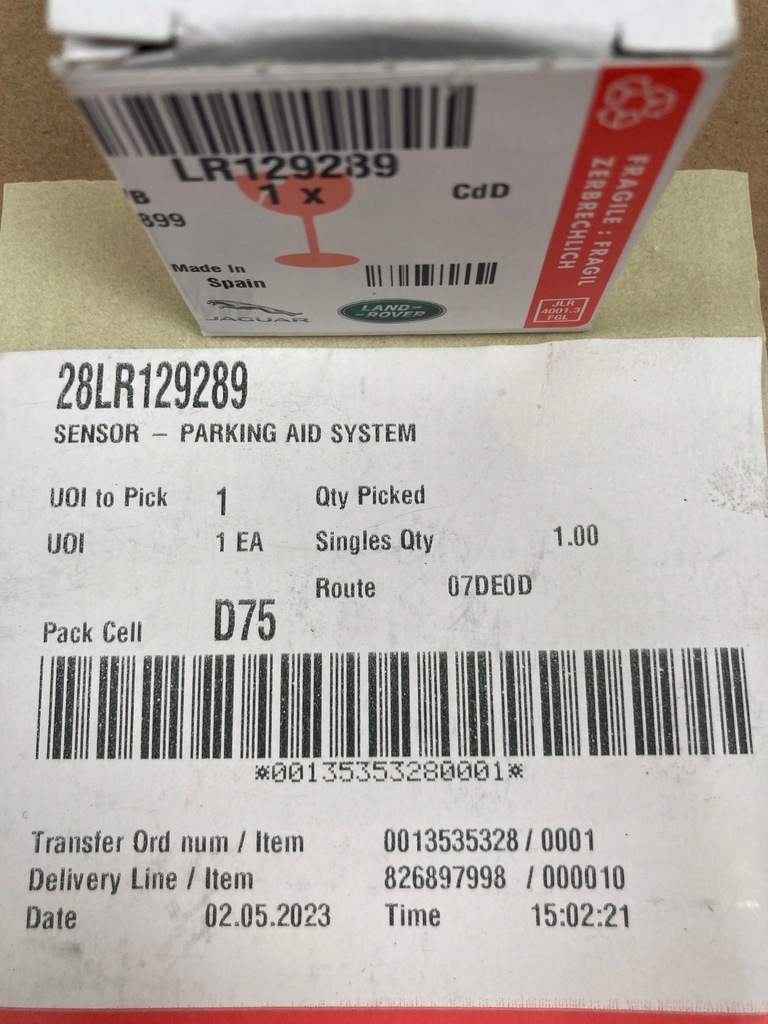 LR129289
1 x
CdD
B
899
Made In
Spain
JAGUAR
LAND-
-ROVER
FRAGILE : FRAGIL
ZERBRECHLICH
JLR
4001.3
FGL
28LR129289
SENSOR - PARKING AID SYSTEM
UOI to Pick 1 Qty Picked
UOI 1 EA Singles Qty 1.00
Route 07DE0D
Pack Cell D75
*00135353280001*
Transfer Ord num / Item 0013535328 / 0001
Delivery Line / Item 826897998 / 000010
Date 02.05.2023 Time 15:02:21